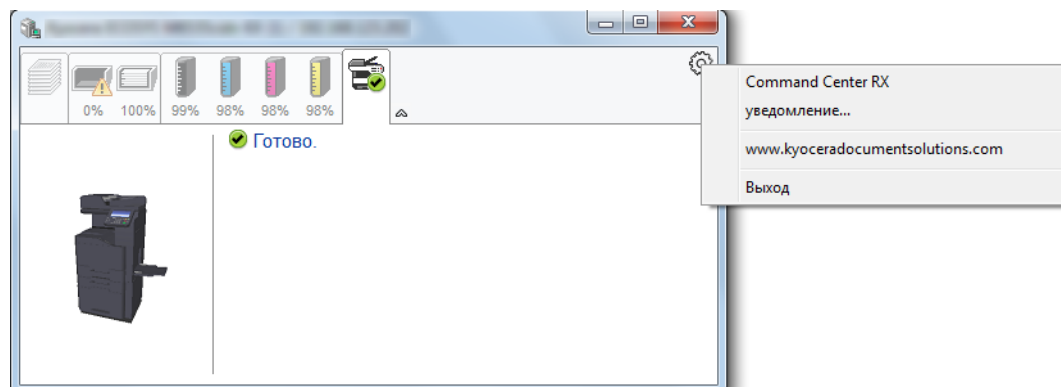 0% 100% 99% 98% 98% 98%
Готово.
Command Center RX
уведомление...
www.kyoceradocumentsolutions.com
Выход